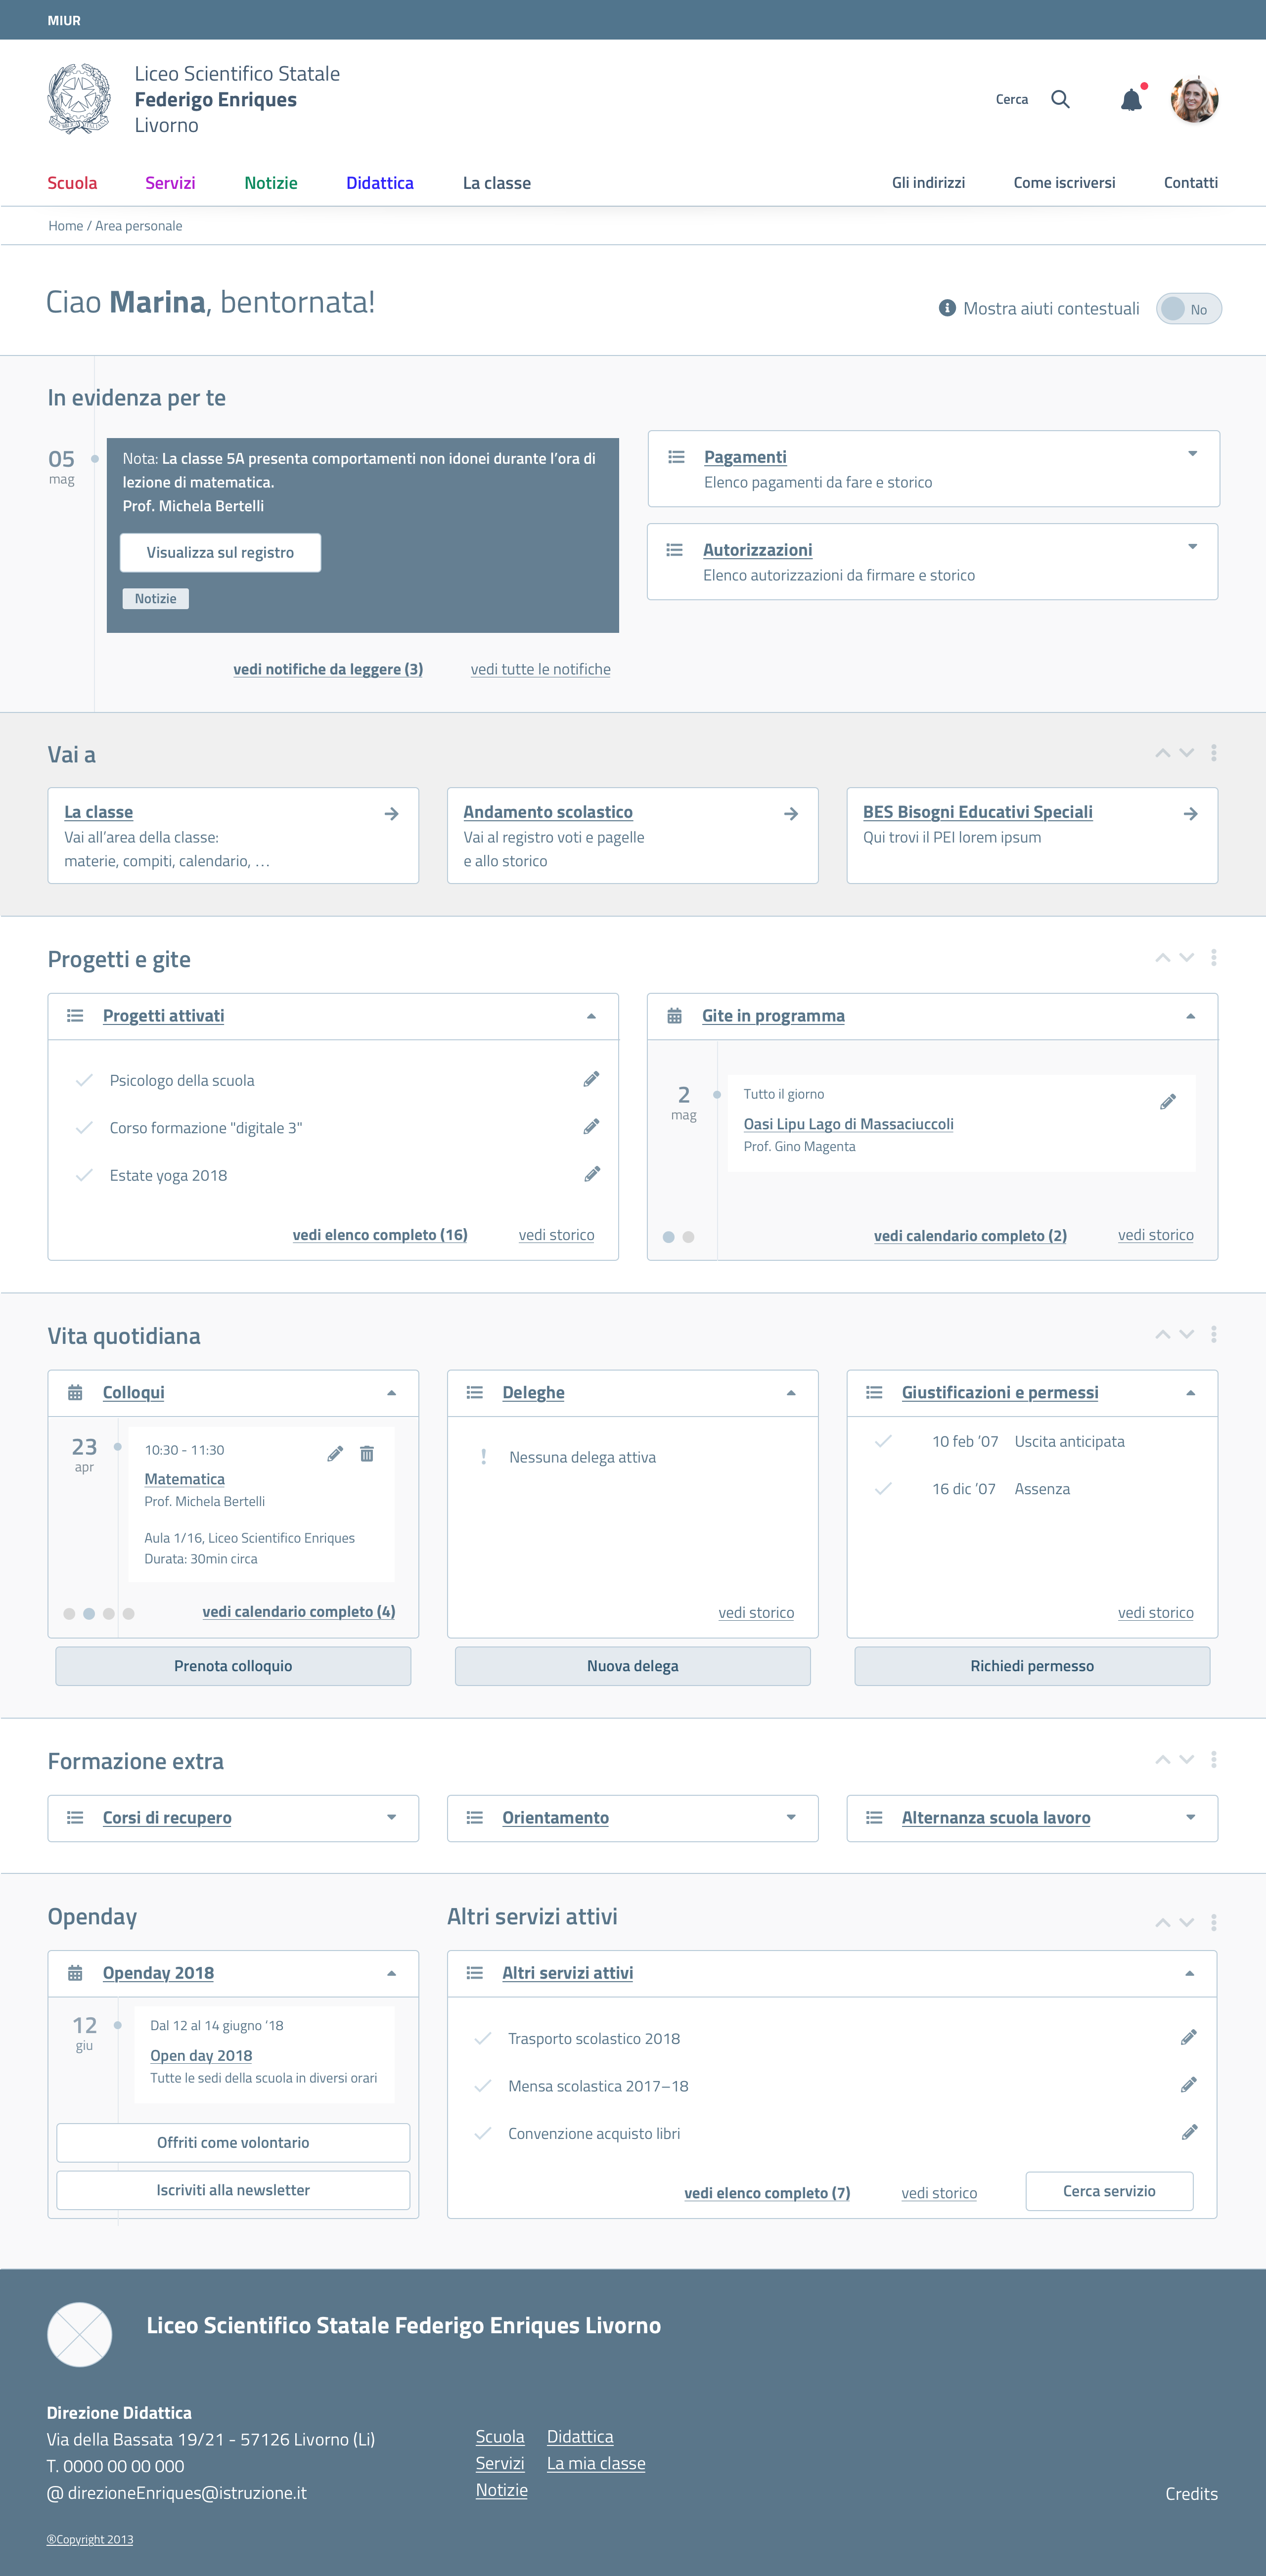 MIUR
Liceo Scientifico Statale
Federigo Enriques
Livorno
Cerca
Scuola Servizi Notizie Didattica La classe Gli indirizzi Come iscriversi Contatti
Home / Area personale
Ciao Marina, bentornata!
Mostra aiuti contestuali No
In evidenza per te
05
mag
Nota: La classe 5A presenta comportamenti non idonei durante l’ora di
lezione di matematica.
Prof. Michela Bertelli
Visualizza sul registro
Notizie
vedi notifiche da leggere (3) vedi tutte le notifiche
Pagamenti
Elenco pagamenti da fare e storico
Autorizzazioni
Elenco autorizzazioni da firmare e storico
Vai a
La classe
Vai all’area della classe:
materie, compiti, calendario, …
Andamento scolastico
Vai al registro voti e pagelle
e allo storico
BES Bisogni Educativi Speciali
Qui trovi il PEI lorem ipsum
Progetti e gite
Progetti attivati
Psicologo della scuola
Corso formazione "digitale 3"
Estate yoga 2018
vedi elenco completo (16) vedi storico
Gite in programma
2
mag
Tutto il giorno
Oasi Lipu Lago di Massaciuccoli
Prof. Gino Magenta
vedi calendario completo (2) vedi storico
Vita quotidiana
Colloqui
23
apr
10:30 - 11:30
Matematica
Prof. Michela Bertelli
Aula 1/16, Liceo Scientifico Enriques
Durata: 30min circa
vedi calendario completo (4)
Prenota colloquio
Deleghe
! Nessuna delega attiva
vedi storico
Nuova delega
Giustificazioni e permessi
10 feb ’07 Uscita anticipata
16 dic ’07 Assenza
vedi storico
Richiedi permesso
Formazione extra
Corsi di recupero
Orientamento
Alternanza scuola lavoro
Openday
Openday 2018
12
giu
Dal 12 al 14 giugno ’18
Open day 2018
Tutte le sedi della scuola in diversi orari
Offriti come volontario
Iscriviti alla newsletter
Altri servizi attivi
Altri servizi attivi
Trasporto scolastico 2018
Mensa scolastica 2017–18
Convenzione acquisto libri
vedi elenco completo (7) vedi storico
Cerca servizio
Liceo Scientifico Statale Federigo Enriques Livorno
Direzione Didattica
Via della Bassata 19/21 - 57126 Livorno (Li)
T. 0000 00 00 000
@ direzioneEnriques@istruzione.it
Scuola Didattica
Servizi La mia classe
Notizie
Credits
®Copyright 2013